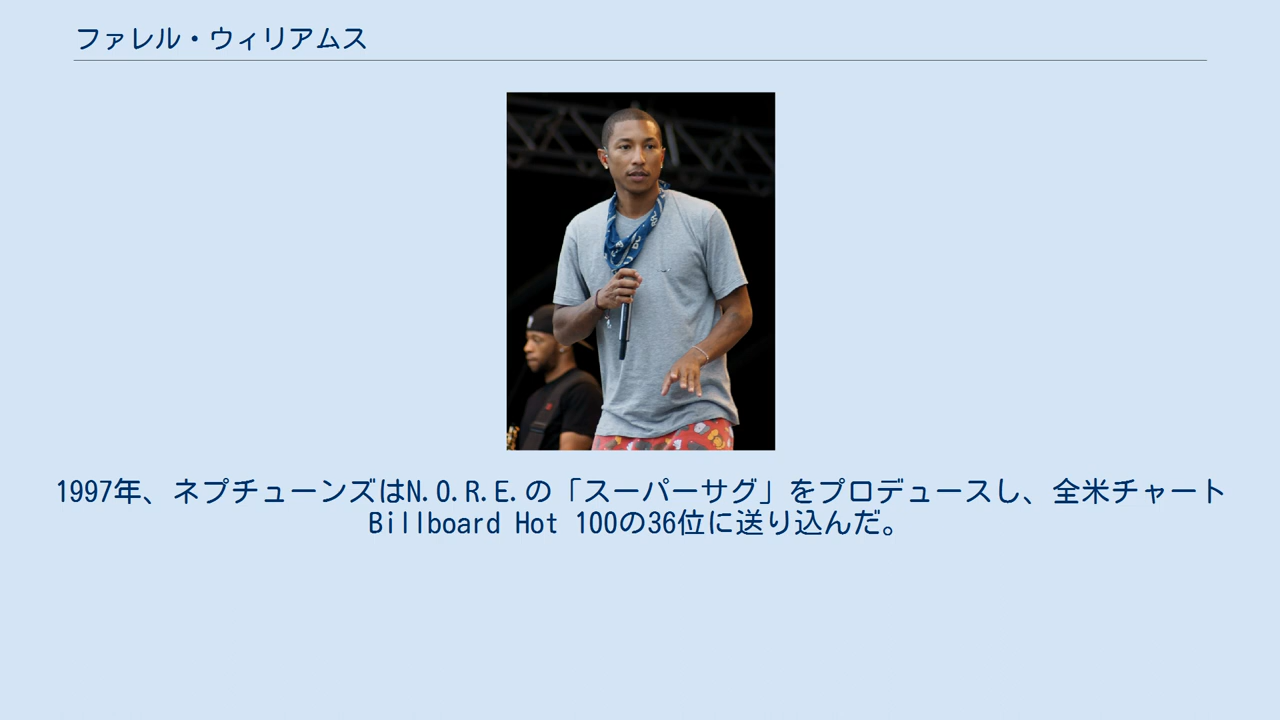 ファレル・ウィリアムス
1997年、ネプチューンズはN.O.R.E.の「スーパーサグ」をプロデュースし、全米チャート
Billboard Hot 100の36位に送り込んだ。